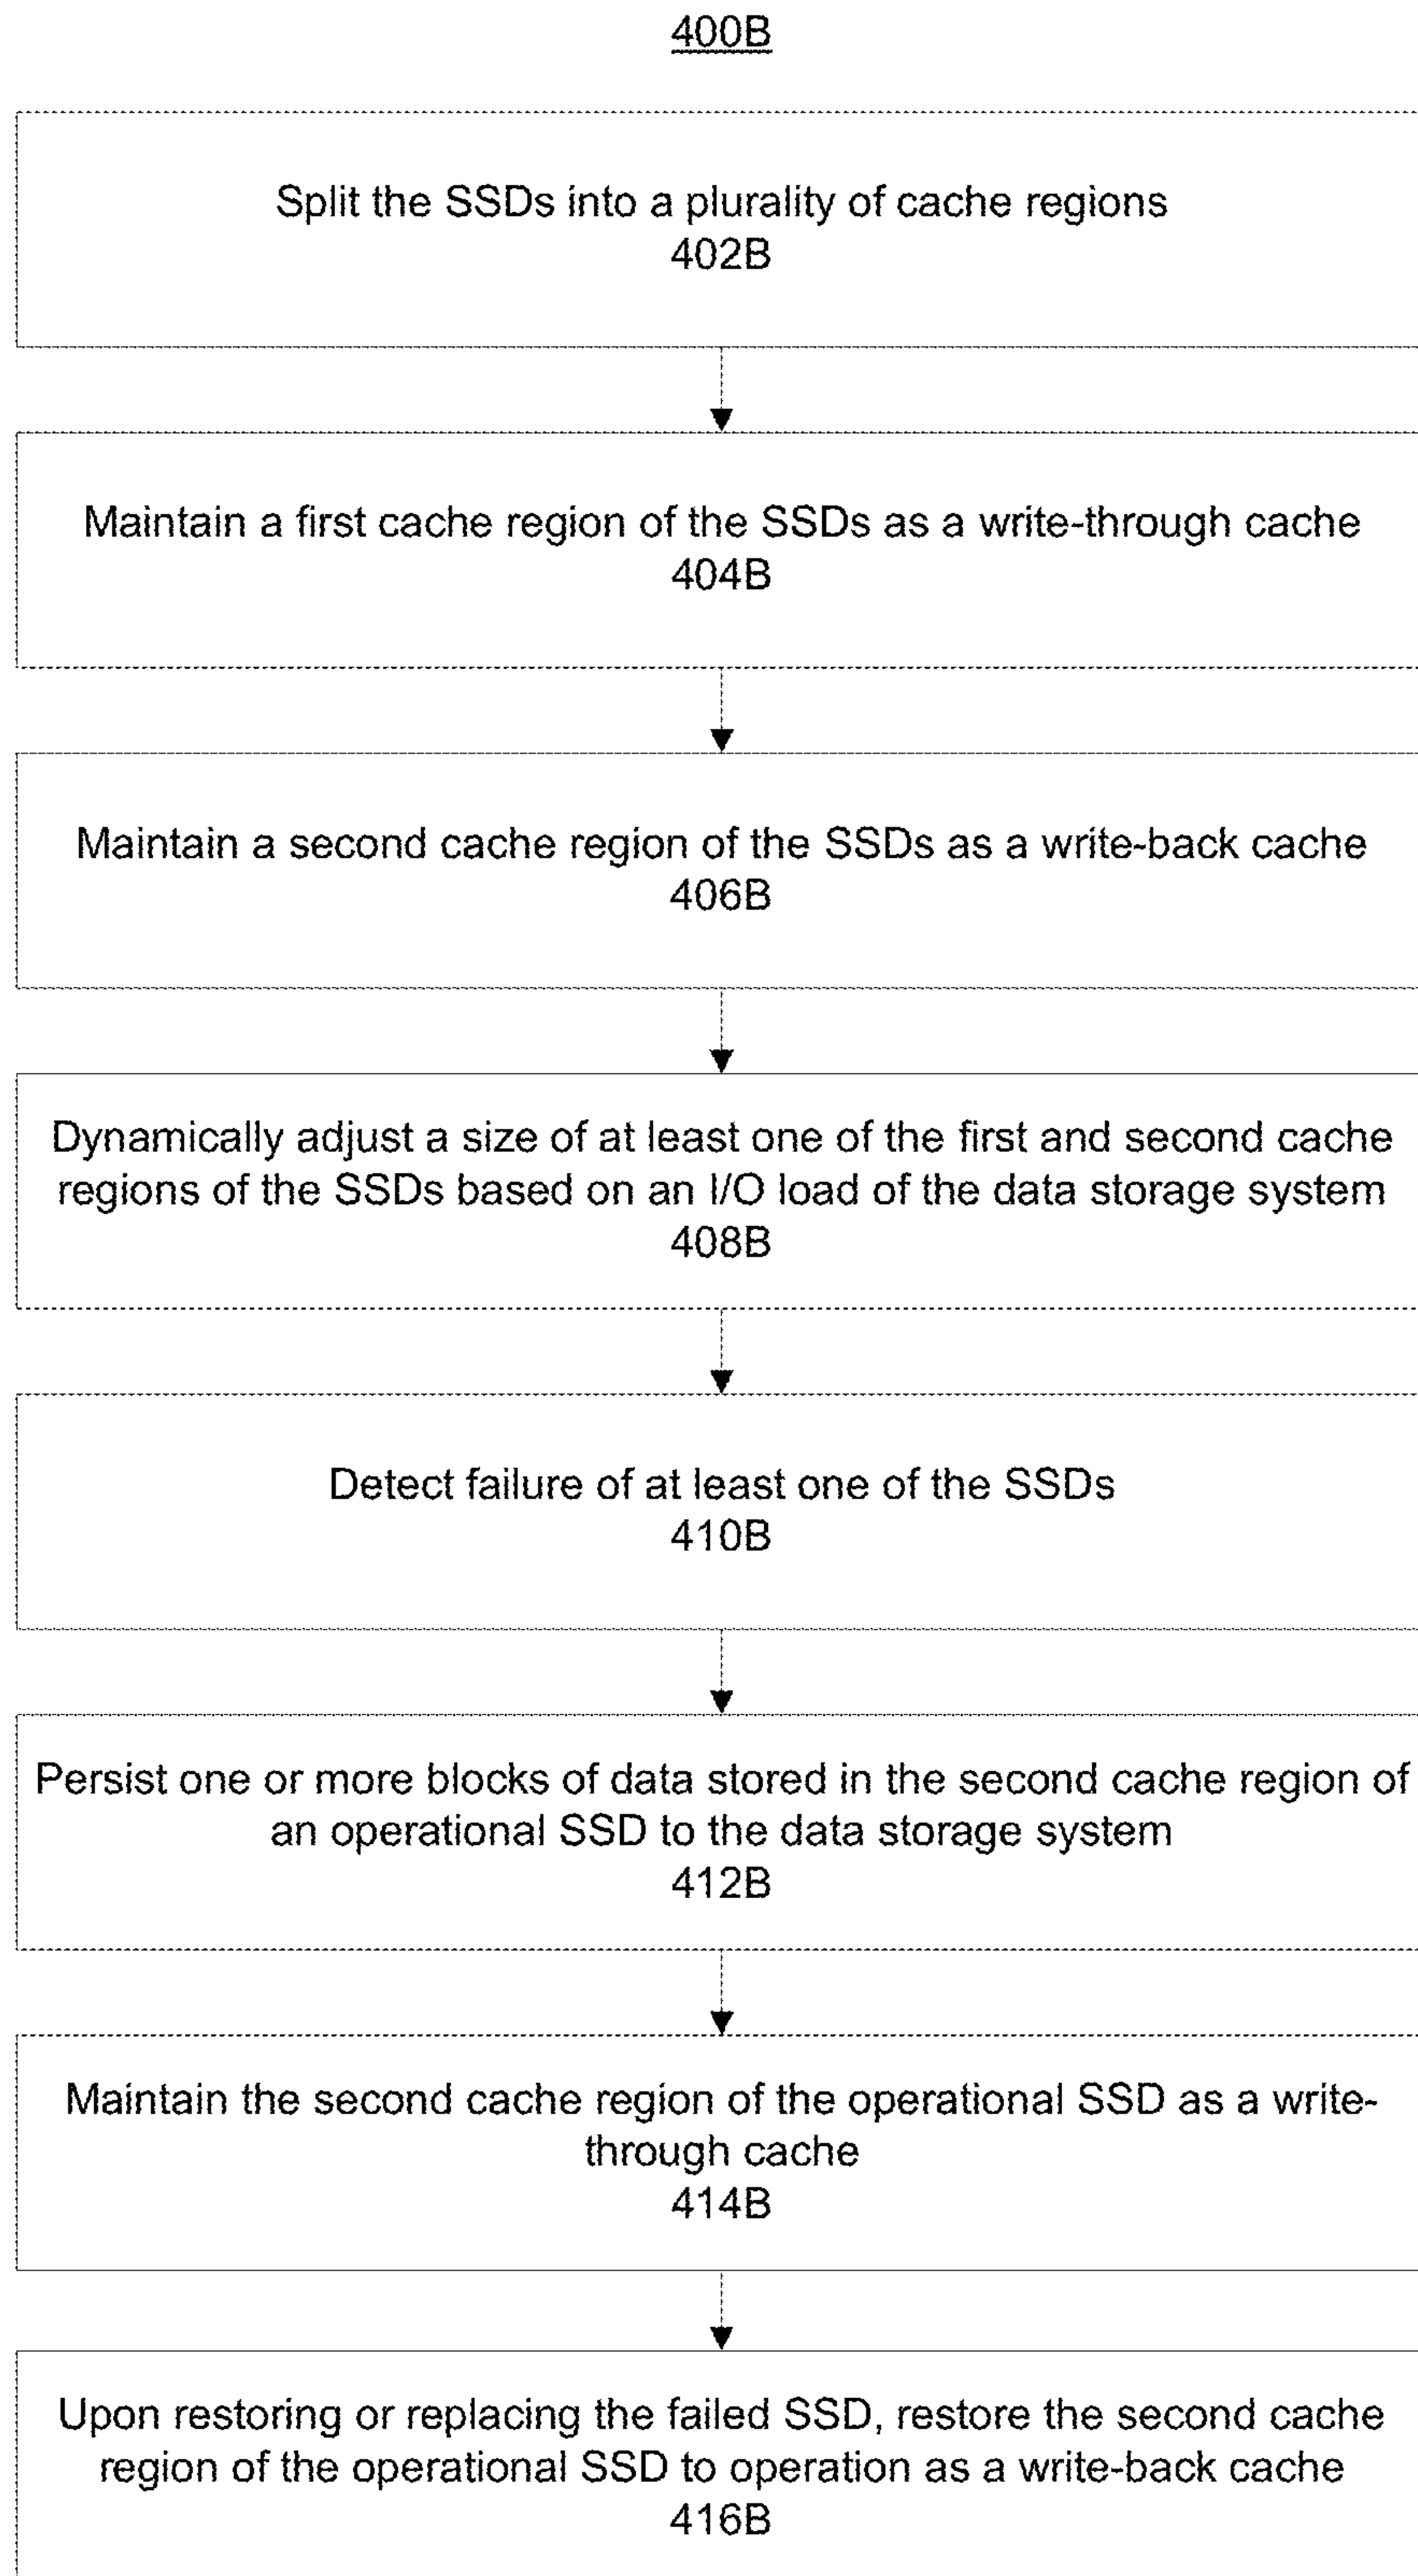 400B
Split the SSDs into a plurality of cache regions
402B
Maintain a first cache region of the SSDs as a write-through cache
404B
Maintain a second cache region of the SSDs as a write-back cache
406B
Dynamically adjust a size of at least one of the first and second cache
regions of the SSDs based on an I/O load of the data storage system
408B
Detect failure of at least one of the SSDs
410B
Persist one or more blocks of data stored in the second cache region of
an operational SSD to the data storage system
412B
Maintain the second cache region of the operational SSD as a write-
through cache
414B
Upon restoring or replacing the failed SSD, restore the second cache
region of the operational SSD to operation as a write-back cache
416B